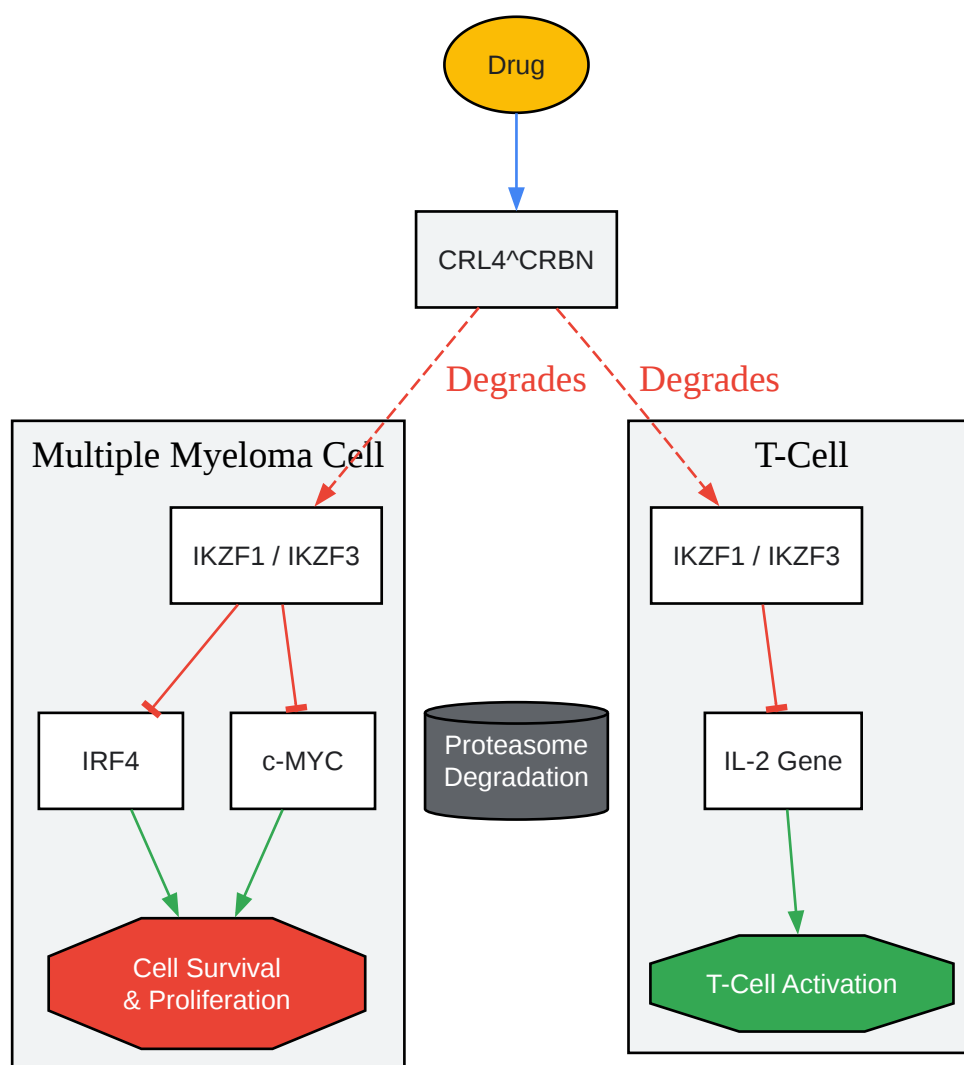 Drug
CRL4^CRBN
Degrades
Degrades
Multiple Myeloma Cell
IKZF1 / IKZF3
IRF4
c-MYC
Cell Survival
& Proliferation
Proteasome
Degradation
T-Cell
IKZF1 / IKZF3
IL-2 Gene
T-Cell Activation